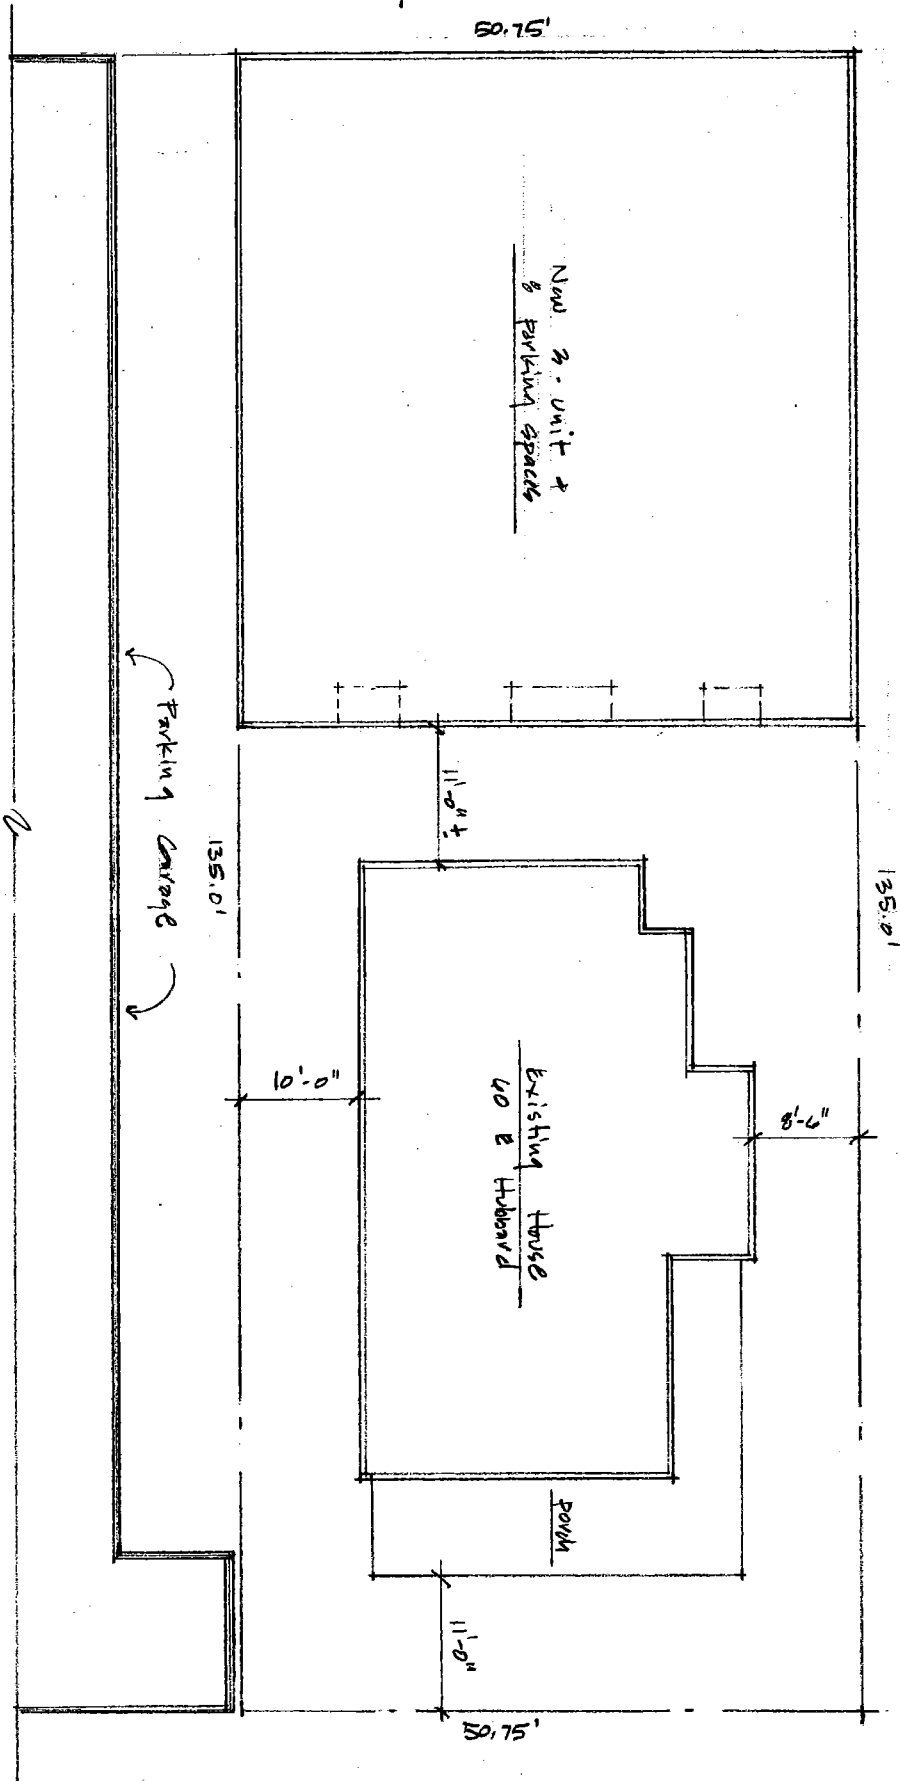 50.75'
New 3-unit &
8 parking spaces
Parking Garage
135.0'
135.0'
11'-0" ±
10'-0"
8'-6"
Existing House
40 E Hubbard
porch
11'-0"
50.75'